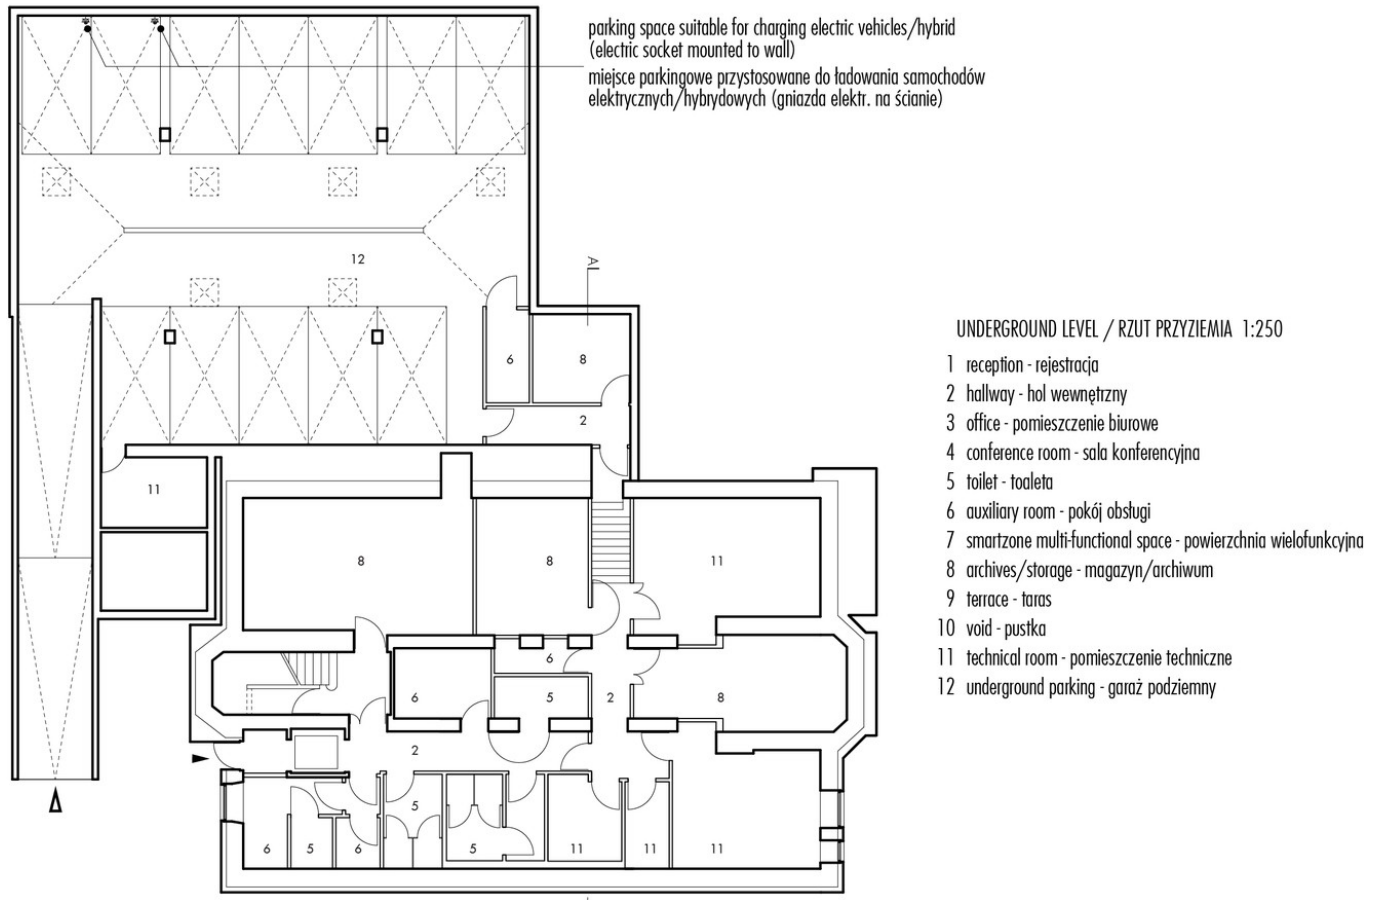 parking space suitable for charging electric vehicles/hybrid
(electric socket mounted to wall)
miejsce parkingowe przystosowane do ładowania samochodów
elektrycznych/hybrydowych (gniazda elektr. na ścianie)
12
A|
6 8
2
11
8 8 11
6
6 5 2 8
2
5
6 5 6 5 11 11 11
UNDERGROUND LEVEL / RZUT PRZYZIEMIA 1:250
1 reception - rejestracja
2 hallway - hol wewnętrzny
3 office - pomieszczenie biurowe
4 conference room - sala konferencyjna
5 toilet - toaleta
6 auxiliary room - pokój obsługi
7 smartzone multi-functional space - powierzchnia wielofunkcyjna
8 archives/storage - magazyn/archiwum
9 terrace - taras
10 void - pustka
11 technical room - pomieszczenie techniczne
12 underground parking - garaż podziemny